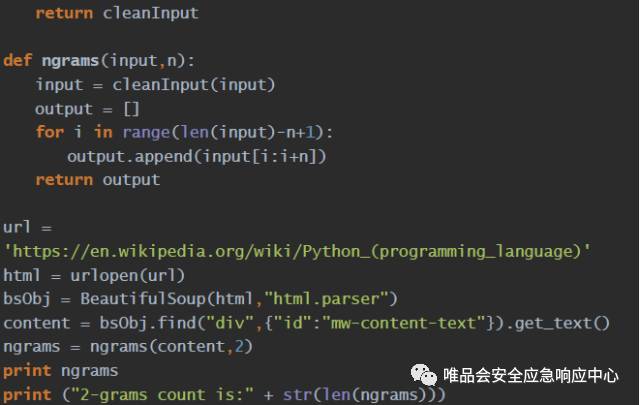 return cleanInput
def ngrams(input,n):
input = cleanInput(input)
output = []
for i in range(len(input)-n+1):
output.append(input[i:i+n])
return output
url =
'https://en.wikipedia.org/wiki/Python_(programming_language)'
html = urlopen(url)
bsObj = BeautifulSoup(html,"html.parser")
content = bsObj.find("div",{"id":"mw-content-text"}).get_text()
ngrams = ngrams(content,2)
print ngrams
print ("2-grams count is:" + str(len(ngrams)))
唯品会安全应急响应中心